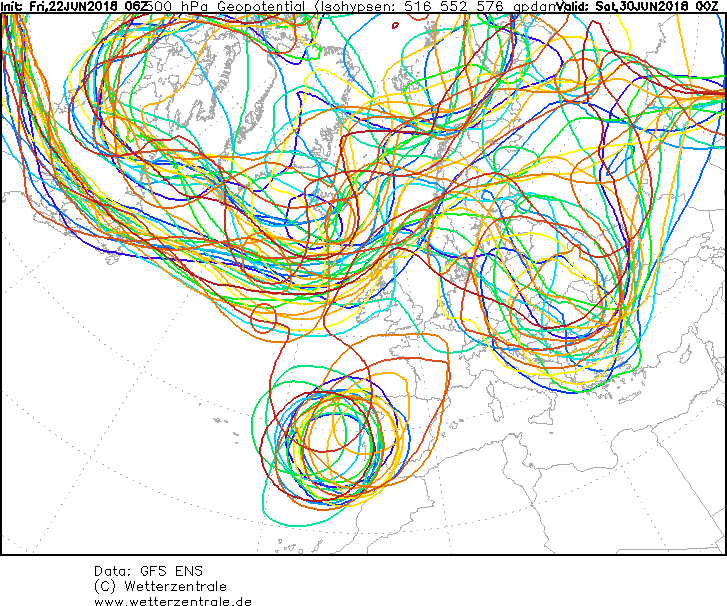 Init: Fri,22JUN2018 06Z 500 hPa Geopotential (Isohypsen: 516 552 576 gpdam) Valid: Sat,30JUN2018 00Z
Data: GFS ENS
(C) Wetterzentrale
www.wetterzentrale.de